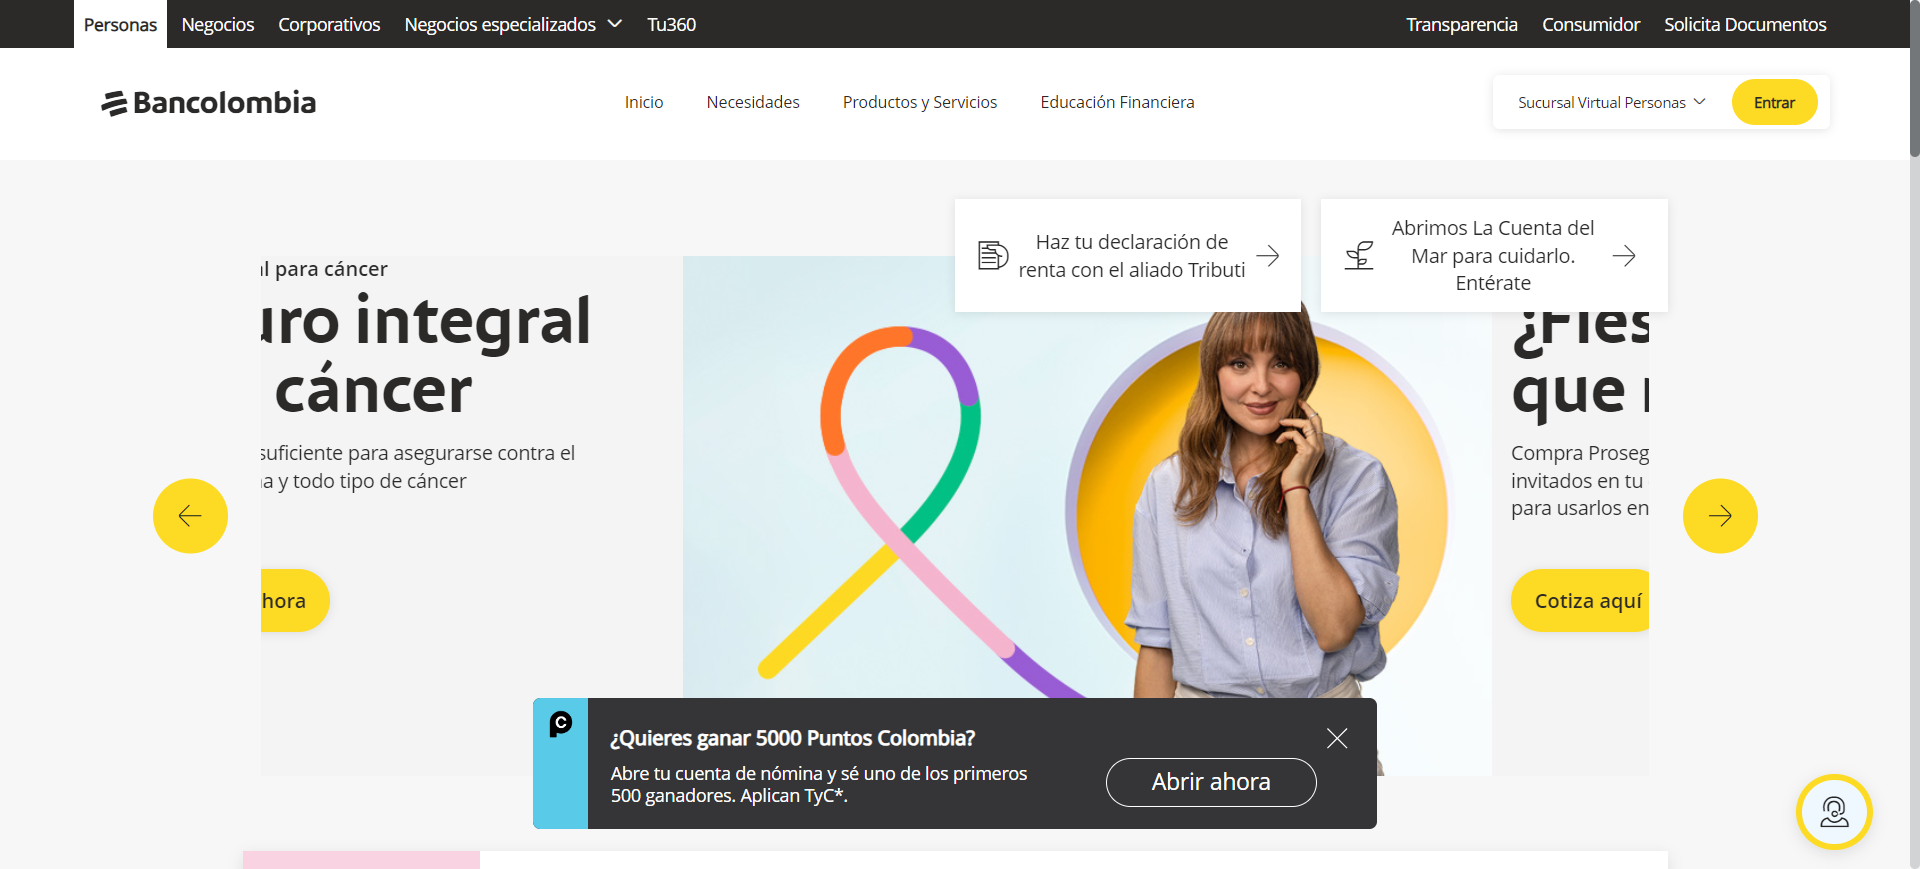 Personas
Negocios
Corporativos
Negocios especializados
Tu360
Transparencia
Consumidor
Solicita Documentos
Bancolombia
Inicio
Necesidades
Productos y Servicios
Educación Financiera
Sucursal Virtual Personas
Entrar
Haz tu declaración de
renta con el aliado Tributi
Abrimos La Cuenta del
Mar para cuidarlo.
Entérate
para cáncer
integral
cáncer
suficiente para asegurarse contra el
y todo tipo de cáncer
hora
que
Compra Proseg
invitados en tu
para usarlos en
Cotiza aquí
¿Quieres ganar 5000 Puntos Colombia?
Abre tu cuenta de nómina y sé uno de los primeros
500 ganadores. Aplican TyC*.
Abrir ahora